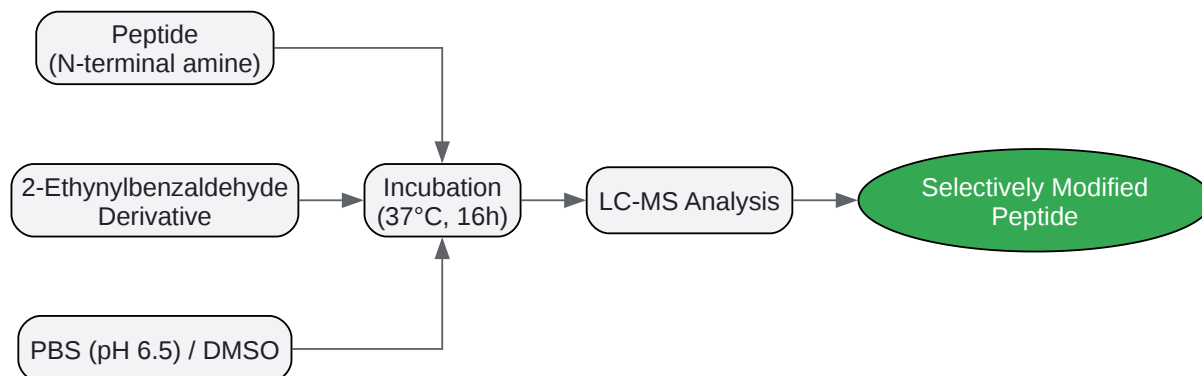 Peptide
(N-terminal amine)
2-Ethynylbenzaldehyde
Derivative
PBS (pH 6.5) / DMSO
Incubation
(37°C, 16h)
LC-MS Analysis
Selectively Modified
Peptide